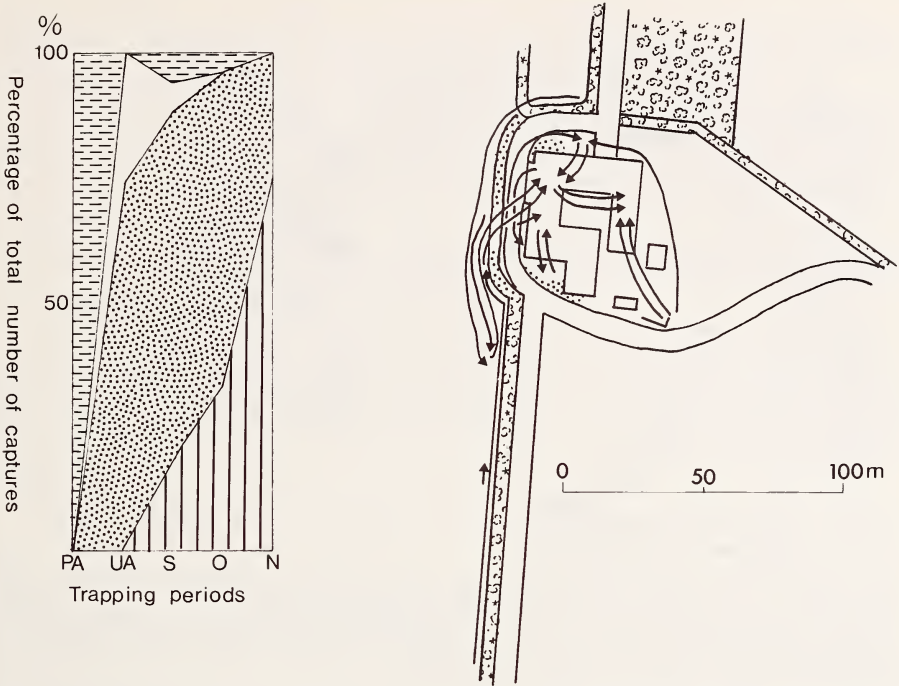 %
100
50
Percentage of total number of captures
PA UA S O N
Trapping periods
0 50 100m